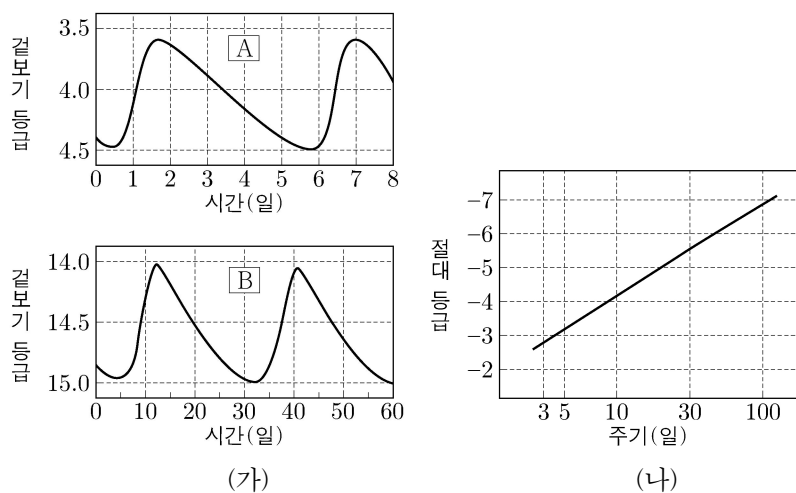 겉보기 등급
3.5
4.0
4.5
A
0 1 2 3 4 5 6 7 8
시간(일)
겉보기 등급
14.0
14.5
15.0
B
0 10 20 30 40 50 60
시간(일)
(가)
절대 등급
-7
-6
-5
-4
-3
-2
3 5 10 30 100
주기(일)
(나)